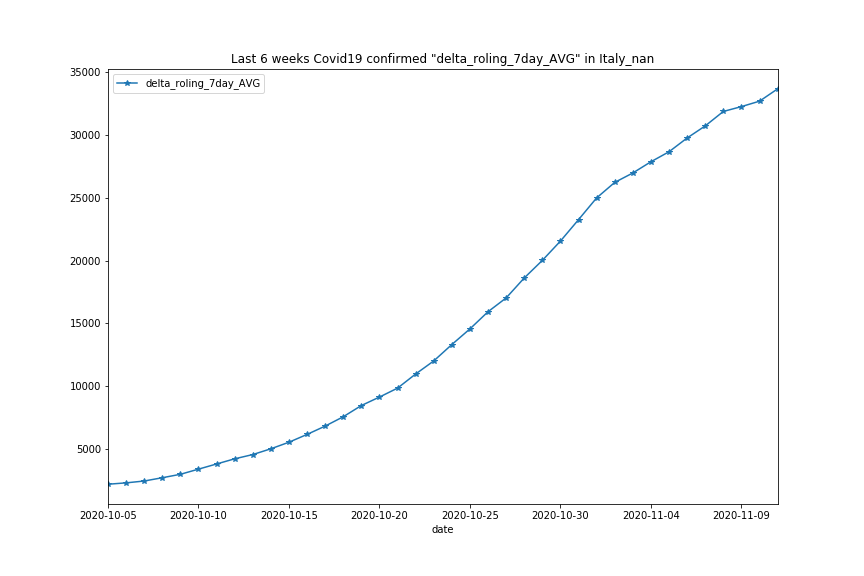 Last 6 weeks Covid19 confirmed "delta_roling_7day_AVG" in Italy_nan
delta_roling_7day_AVG
35000
30000
25000
20000
15000
10000
5000
2020-10-05 2020-10-10 2020-10-15 2020-10-20 2020-10-25 2020-10-30 2020-11-04 2020-11-09
date